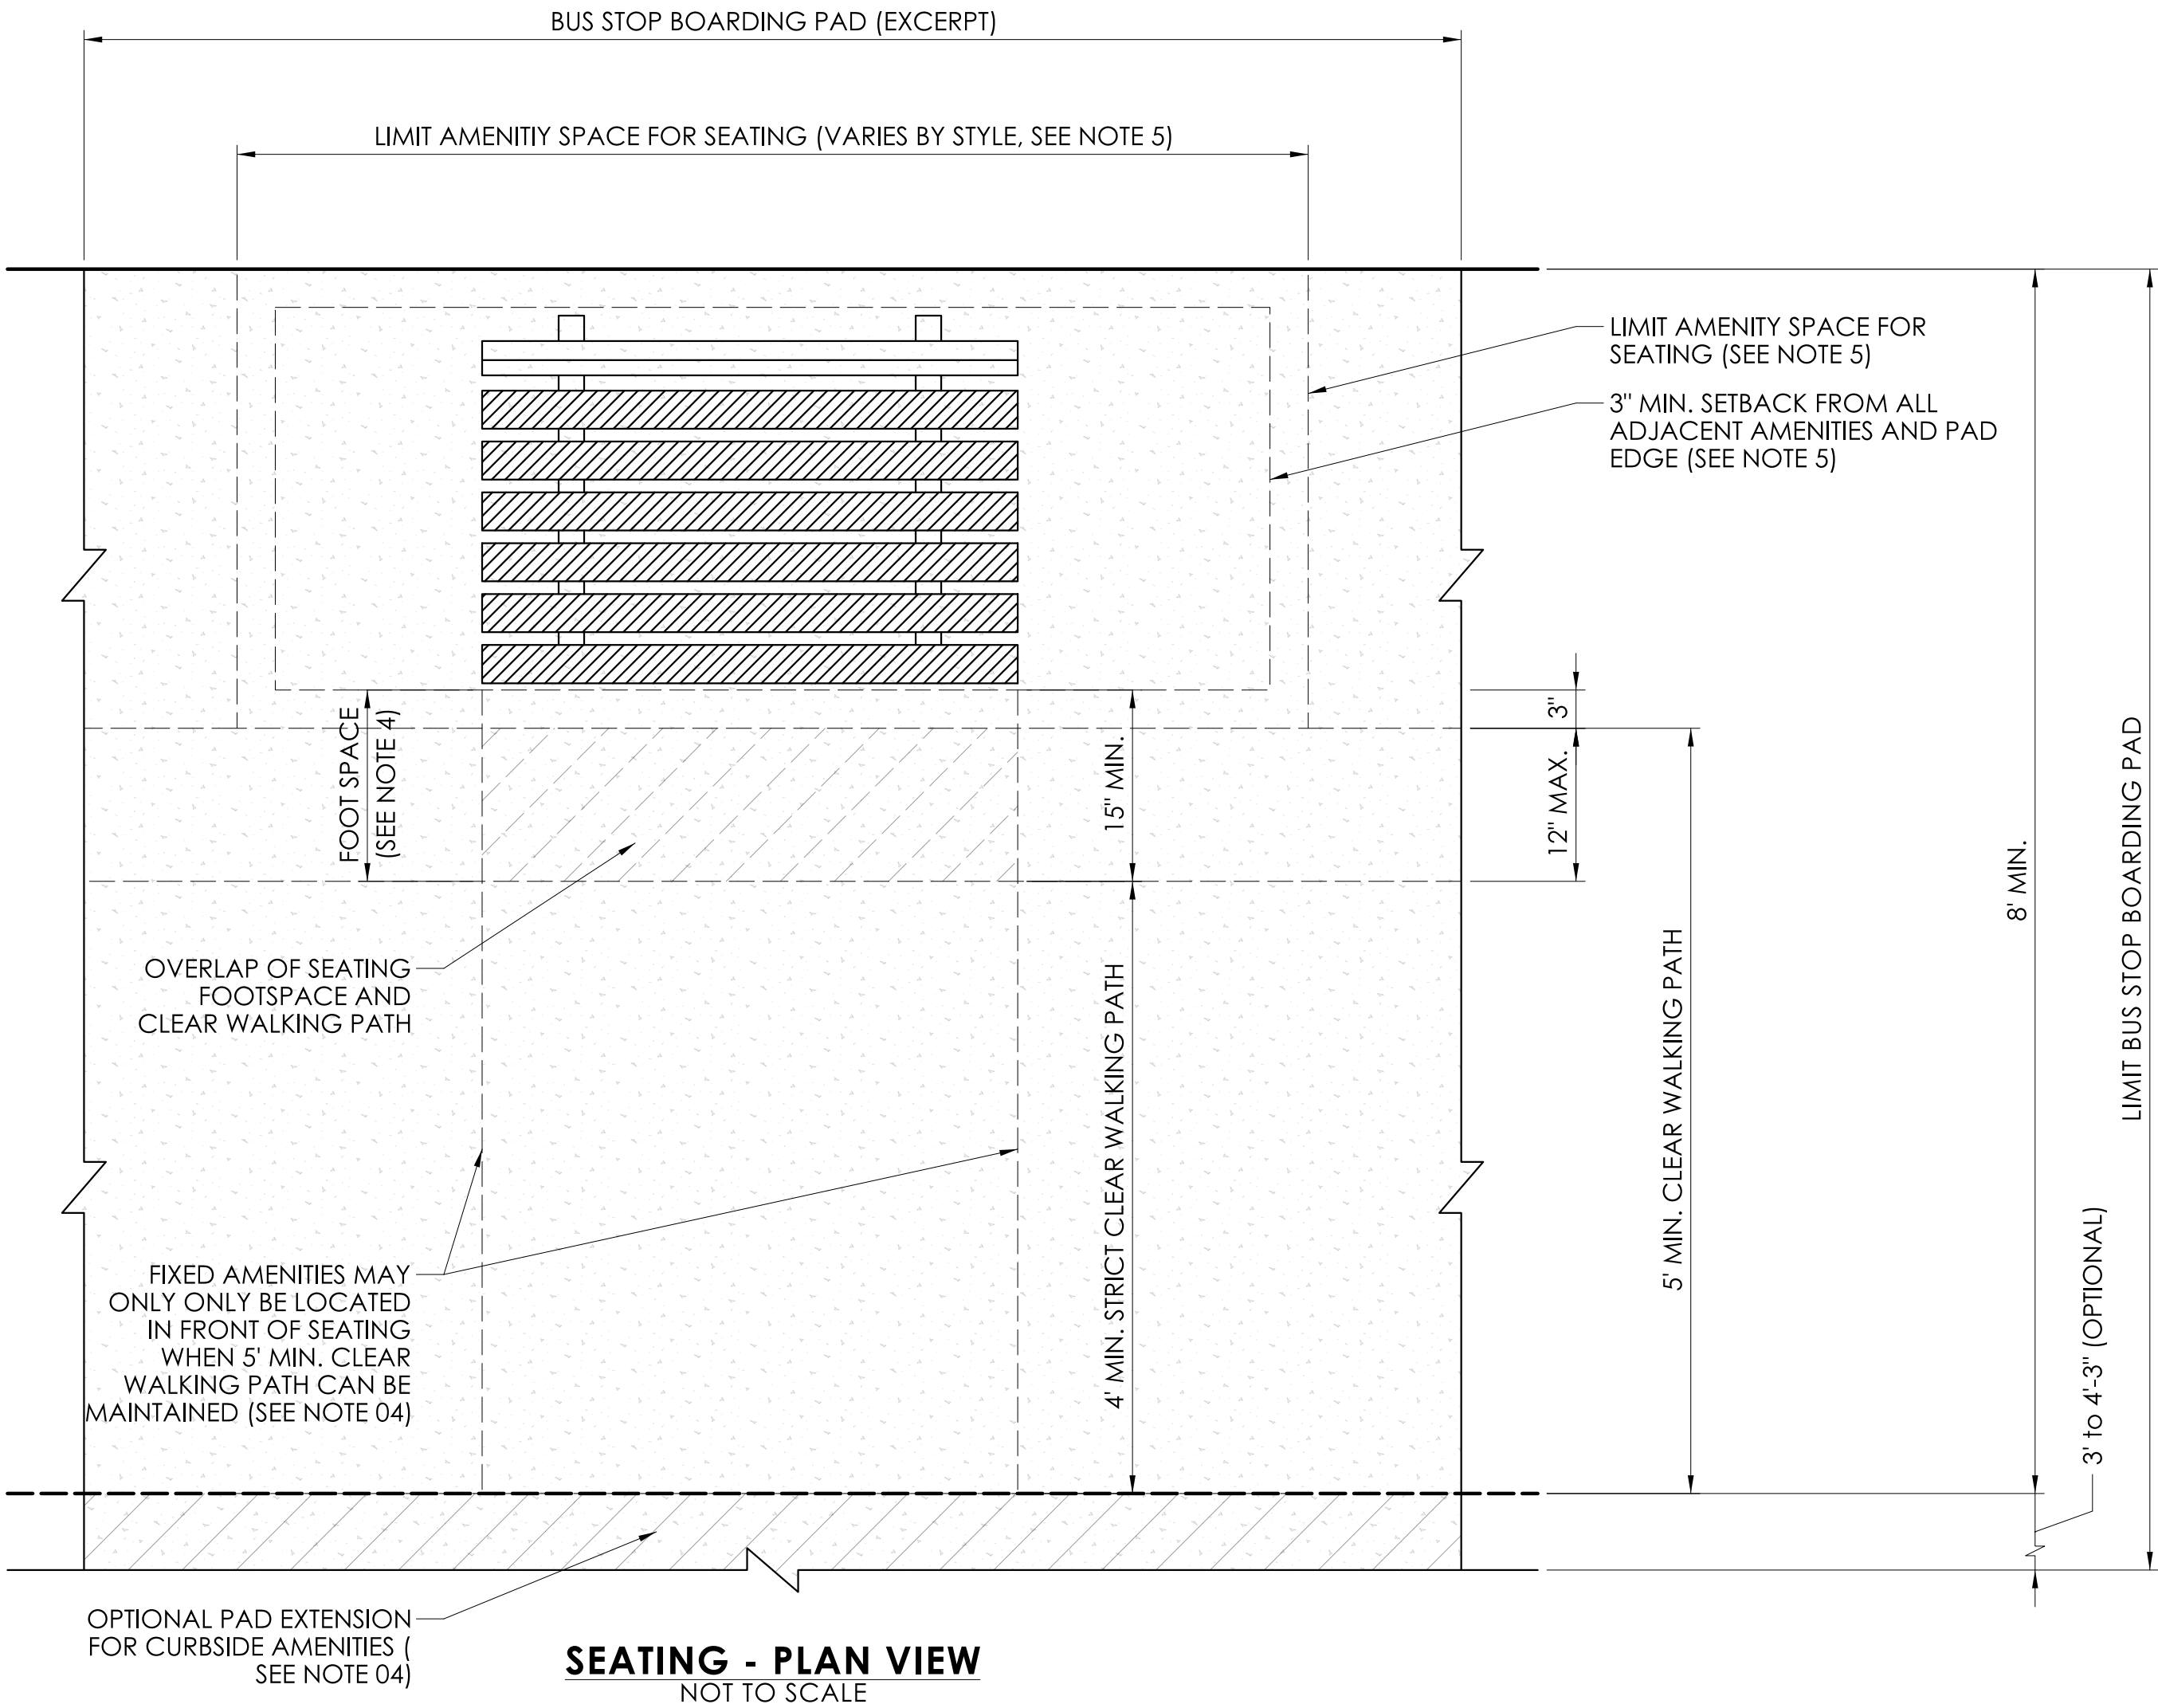 BUS STOP BOARDING PAD (EXCERPT)
LIMIT AMENITIY SPACE FOR SEATING (VARIES BY STYLE, SEE NOTE 5)
LIMIT AMENITY SPACE FOR
SEATING (SEE NOTE 5)
3" MIN. SETBACK FROM ALL
ADJACENT AMENITIES AND PAD
EDGE (SEE NOTE 5)
FOOT SPACE
(SEE NOTE 4)
15" MIN.
3"
12" MAX.
8' MIN.
LIMIT BUS STOP BOARDING PAD
OVERLAP OF SEATING
FOOTSPACE AND
CLEAR WALKING PATH
4' MIN. STRICT CLEAR WALKING PATH
5' MIN. CLEAR WALKING PATH
3' to 4'-3" (OPTIONAL)
FIXED AMENITIES MAY
ONLY ONLY BE LOCATED
IN FRONT OF SEATING
WHEN 5' MIN. CLEAR
WALKING PATH CAN BE
MAINTAINED (SEE NOTE 04)
OPTIONAL PAD EXTENSION
FOR CURBSIDE AMENITIES (
SEE NOTE 04)
SEATING - PLAN VIEW
NOT TO SCALE